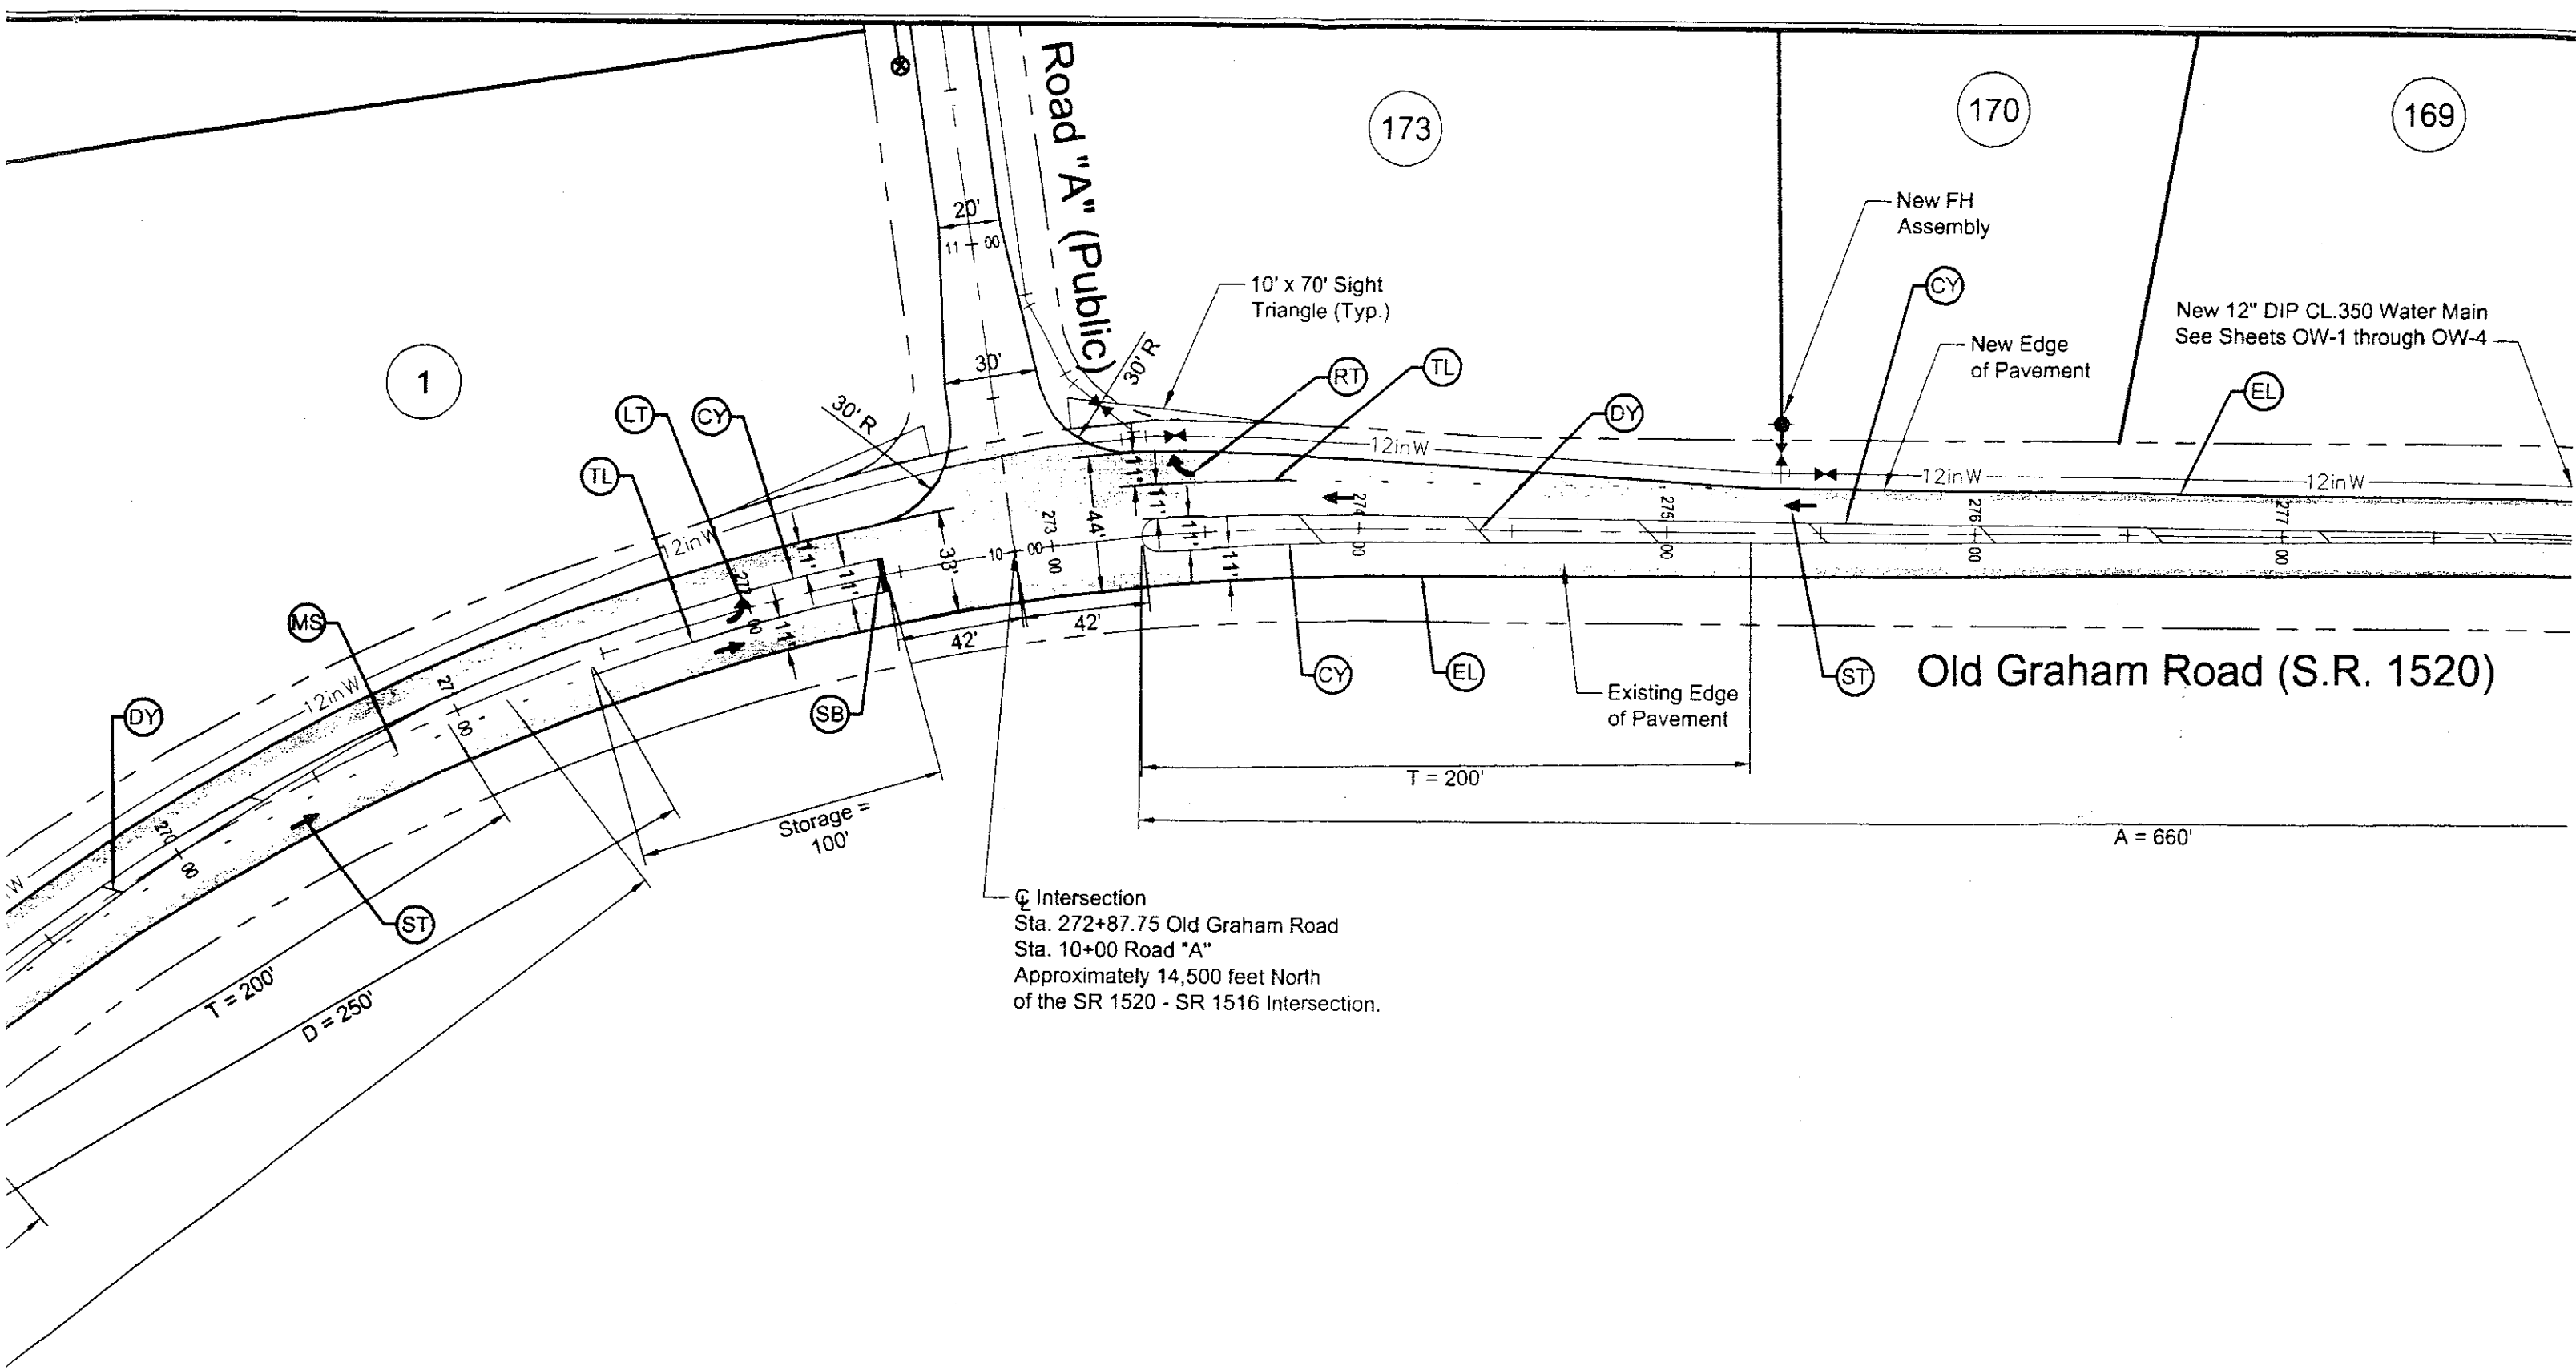 Road "A" (Public)
173
170
169
1
20'
11+00
New FH
Assembly
10' x 70' Sight
Triangle (Typ.)
CY
New 12" DIP CL.350 Water Main
See Sheets OW-1 through OW-4
New Edge
of Pavement
30'
30' R
30' R
RT
TL
EL
LT
CY
DY
TL
12inW
12inW
12inW
12inW
12inW
11'
11'
11'
11'
44'
33'
11'
11'
11'
10+00
272
00
273
00
274
00
275
00
276
00
277
00
MS
42'
42'
CY
EL
ST
Old Graham Road (S.R. 1520)
Existing Edge
of Pavement
SB
DY
27
00
270
00
W
T = 200'
A = 660'
Storage =
100'
ST
T = 200'
D = 250'
℄ Intersection
Sta. 272+87.75 Old Graham Road
Sta. 10+00 Road "A"
Approximately 14,500 feet North
of the SR 1520 - SR 1516 Intersection.